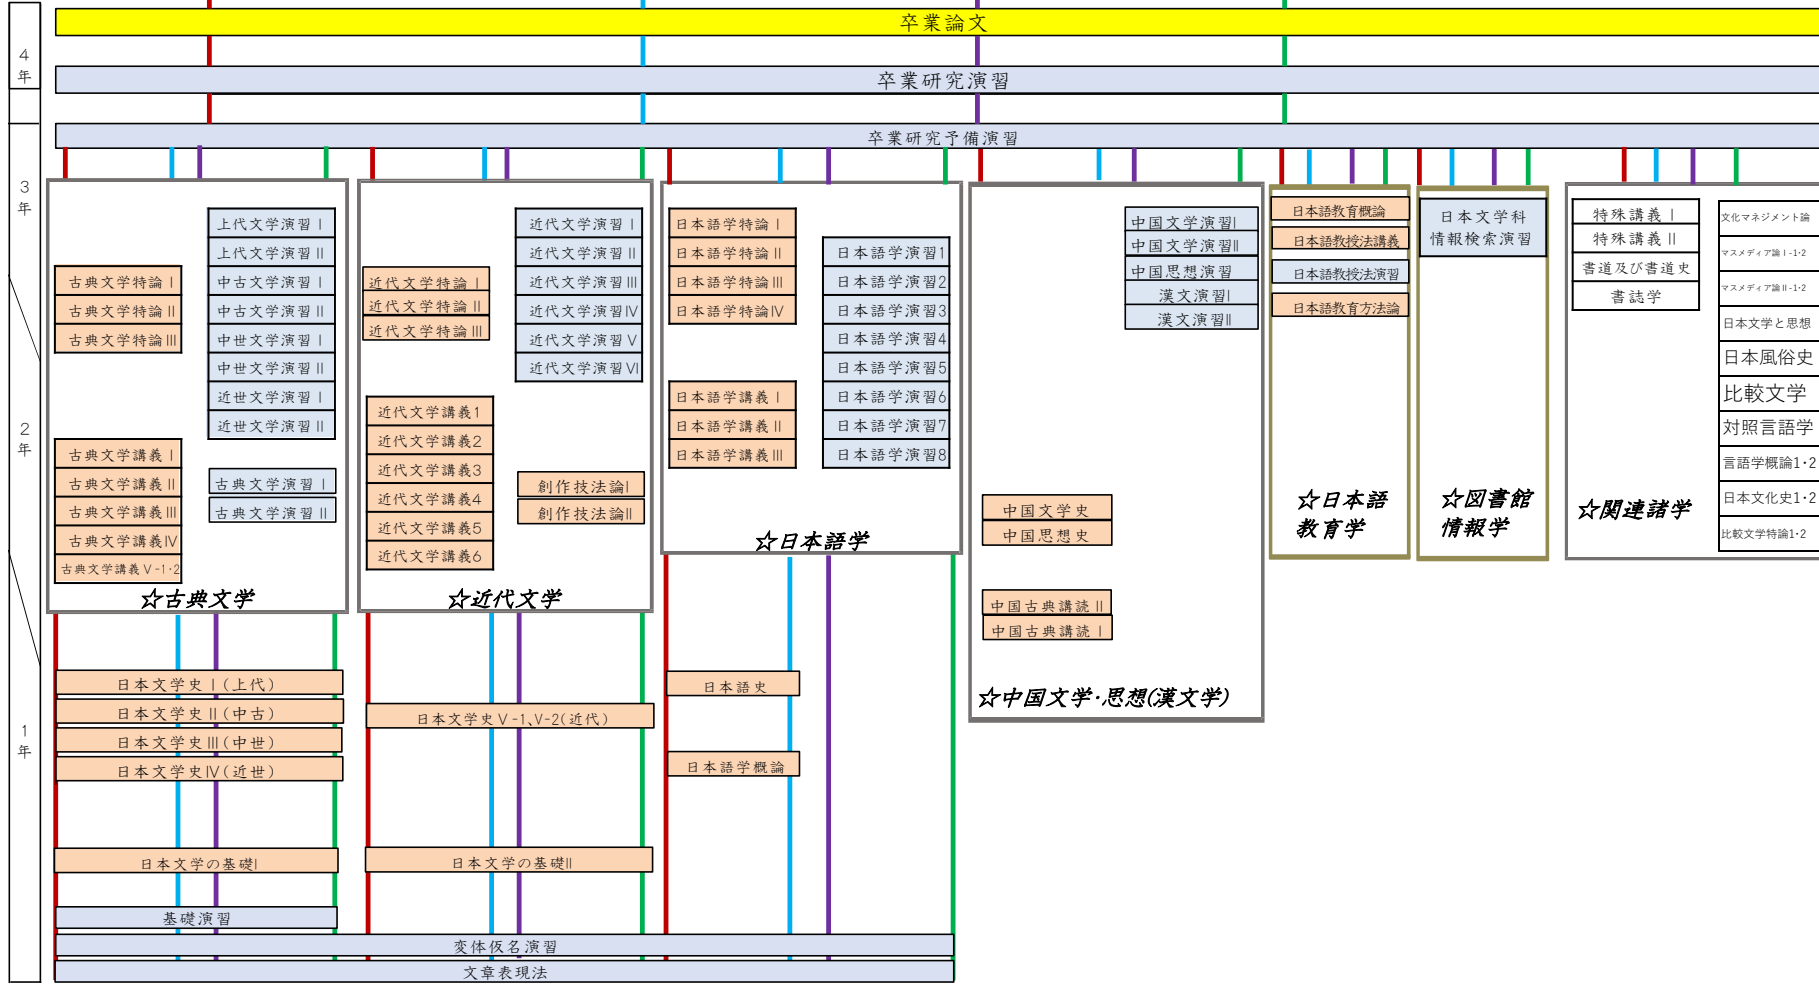 卒業論文
4
年
卒業研究演習
卒業研究予備演習
3
年
2
年
1
年
上代文学演習Ⅰ
上代文学演習Ⅱ
中古文学演習Ⅰ
中古文学演習Ⅱ
中世文学演習Ⅰ
中世文学演習Ⅱ
近世文学演習Ⅰ
近世文学演習Ⅱ
古典文学特論Ⅰ
古典文学特論Ⅱ
古典文学特論Ⅲ
古典文学講義Ⅰ
古典文学講義Ⅱ
古典文学講義Ⅲ
古典文学講義Ⅳ
古典文学講義Ⅴ-1・2
古典文学演習Ⅰ
古典文学演習Ⅱ
☆古典文学
近代文学演習Ⅰ
近代文学演習Ⅱ
近代文学演習Ⅲ
近代文学演習Ⅳ
近代文学演習Ⅴ
近代文学演習Ⅵ
近代文学特論Ⅰ
近代文学特論Ⅱ
近代文学特論Ⅲ
近代文学講義1
近代文学講義2
近代文学講義3
近代文学講義4
近代文学講義5
近代文学講義6
創作技法論Ⅰ
創作技法論Ⅱ
☆近代文学
日本語学特論Ⅰ
日本語学特論Ⅱ
日本語学特論Ⅲ
日本語学特論Ⅳ
日本語学演習1
日本語学演習2
日本語学演習3
日本語学演習4
日本語学演習5
日本語学演習6
日本語学演習7
日本語学演習8
日本語学講義Ⅰ
日本語学講義Ⅱ
日本語学講義Ⅲ
☆日本語学
中国文学演習Ⅰ
中国文学演習Ⅱ
中国思想演習
漢文演習Ⅰ
漢文演習Ⅱ
中国文学史
中国思想史
中国古典講読Ⅱ
中国古典講読Ⅰ
☆中国文学・思想(漢文学)
日本語教育概論
日本語教授法講義
日本語教授法演習
日本語教育方法論
☆日本語
教育学
日本文学科
情報検索演習
☆図書館
情報学
特殊講義Ⅰ
特殊講義Ⅱ
書道及び書道史
書誌学
☆関連諸学
文化マネジメント論
マスメディア論Ⅰ-1・2
マスメディア論Ⅱ-1・2
日本文学と思想
日本風俗史
比較文学
対照言語学
言語学概論1・2
日本文化史1・2
比較文学特論1・2
日本文学史Ⅰ(上代)
日本文学史Ⅱ(中古)
日本文学史Ⅲ(中世)
日本文学史Ⅳ(近世)
日本文学史Ⅴ-1、Ⅴ-2(近代)
日本語史
日本語学概論
日本文学の基礎Ⅰ
日本文学の基礎Ⅱ
基礎演習
変体仮名演習
文章表現法